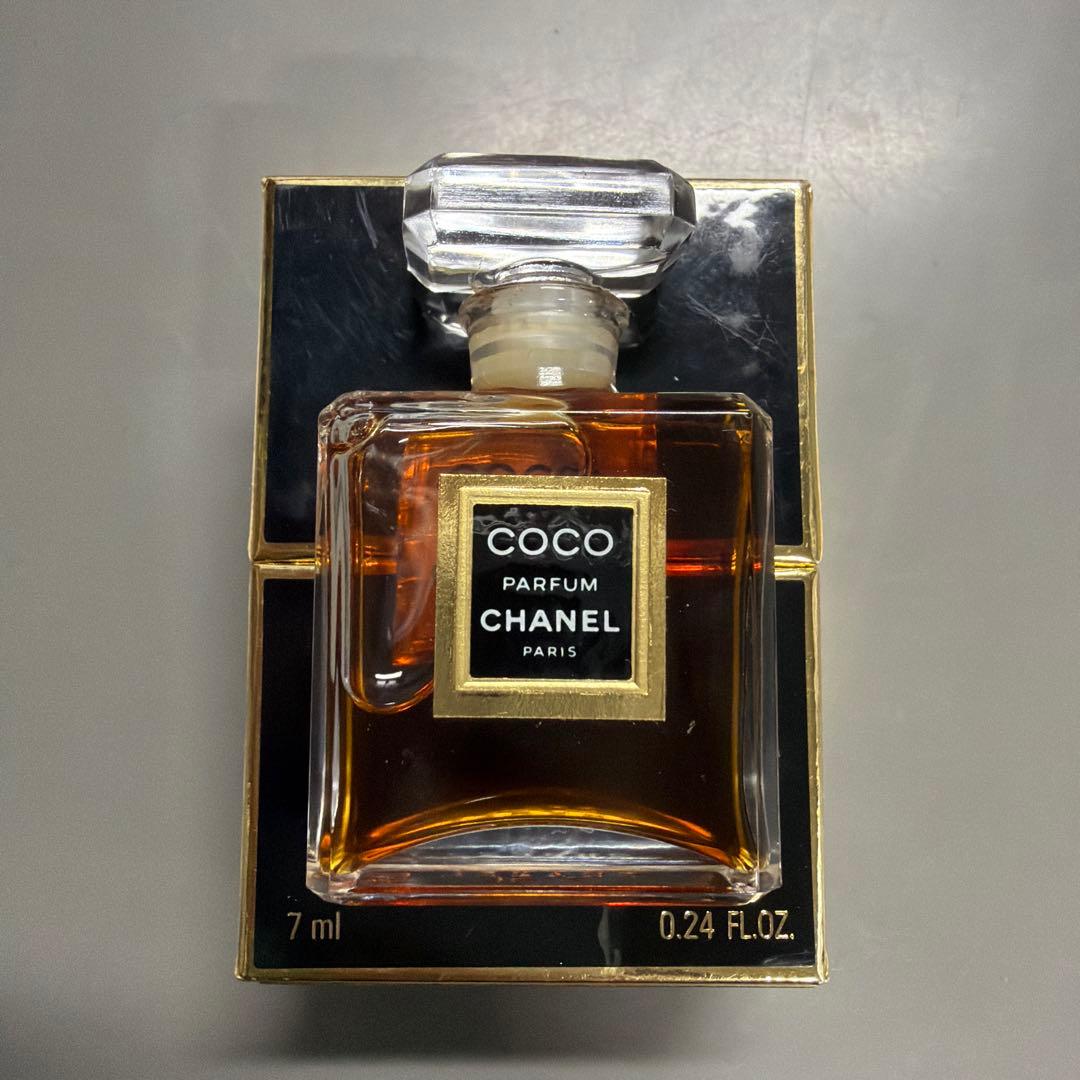 COCO
PARFUM
CHANEL
PARIS
7 ml
0.24 FL.OZ.